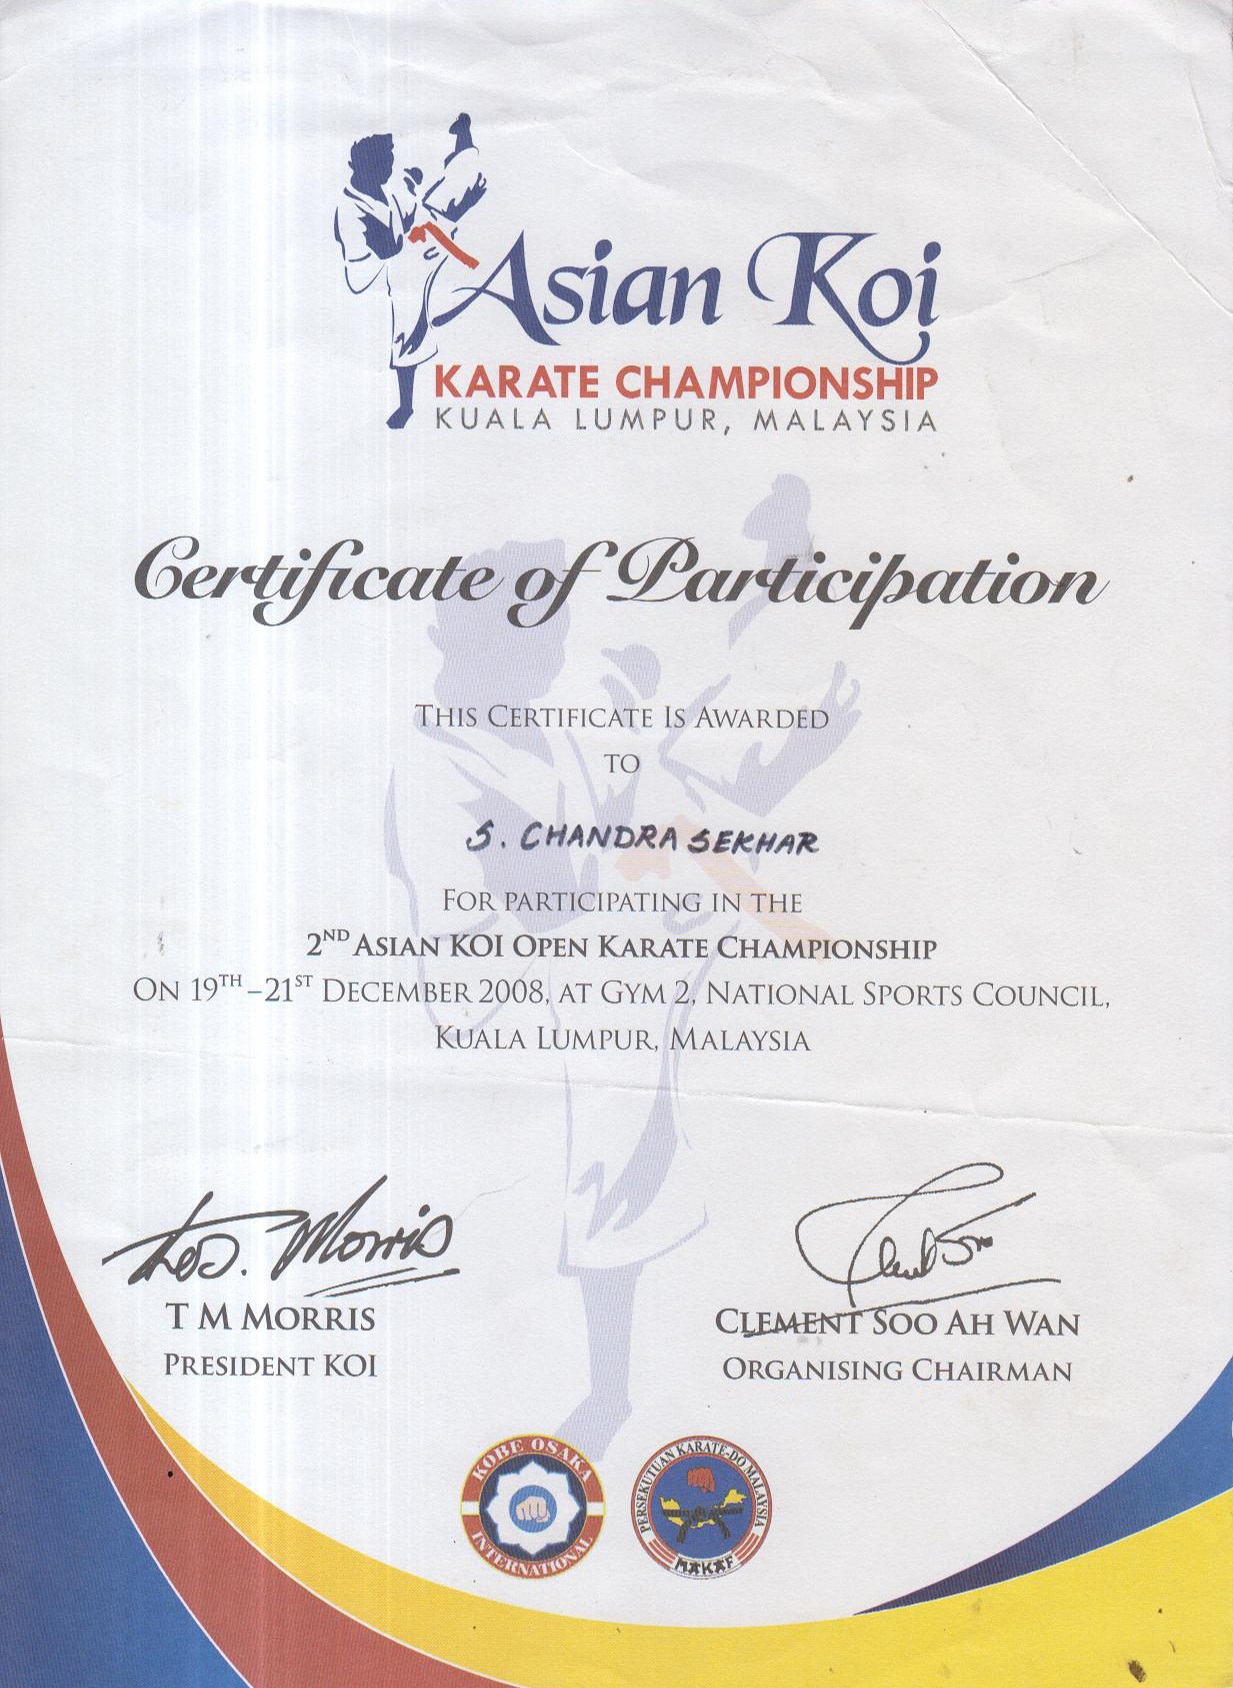 Asian Koi
KARATE CHAMPIONSHIP
KUALA LUMPUR, MALAYSIA
Certificate of Participation
THIS CERTIFICATE IS AWARDED
TO
S. CHANDRA SEKHAR
FOR PARTICIPATING IN THE
2ND ASIAN KOI OPEN KARATE CHAMPIONSHIP
ON 19TH–21ST DECEMBER 2008, AT GYM 2, NATIONAL SPORTS COUNCIL,
KUALA LUMPUR, MALAYSIA
T M MORRIS
PRESIDENT KOI
CLEMENT SOO AH WAN
ORGANISING CHAIRMAN
KOBE OSAKA
INTERNATIONAL
PERSEKUTUAN KARATE-DO MALAYSIA
MAKAF